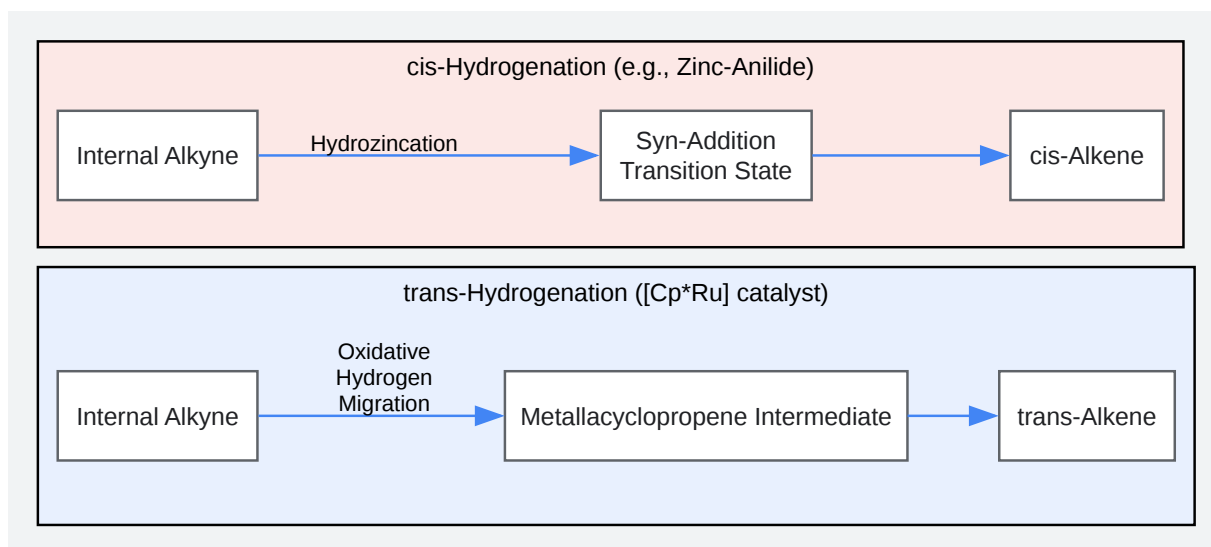 cis-Hydrogenation (e.g., Zinc-Anilide)
Internal Alkyne
Hydrozincation
Syn-Addition
Transition State
cis-Alkene
trans-Hydrogenation ([Cp*Ru] catalyst)
Internal Alkyne
Oxidative
Hydrogen
Migration
Metallacyclopropene Intermediate
trans-Alkene